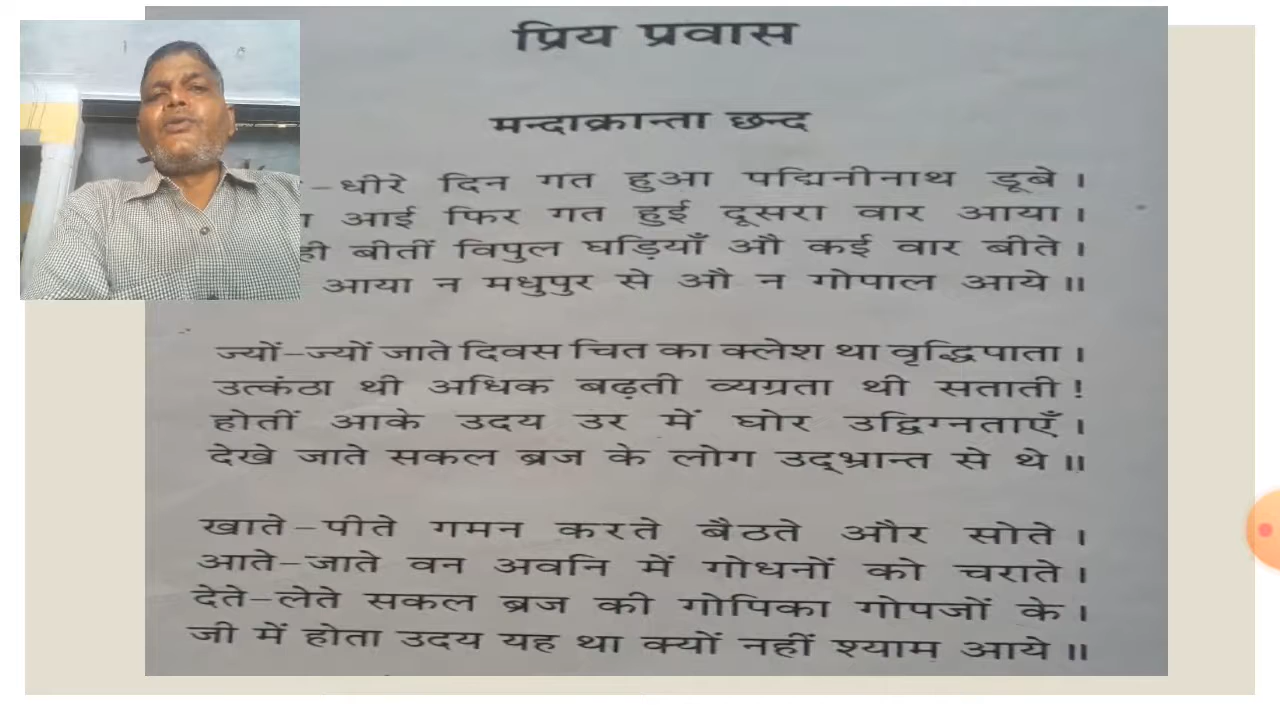 प्रिय प्रवास
मन्दाक्रान्ता छन्द
–धीरे दिन गत हुआ पद्मिनीनाथ डूबे ।
आई फिर गत हुई दूसरा वार आया ।
ही बीतीं विपुल घड़ियाँ औ कई वार बीते ।
आया न मधुपुर से औ न गोपाल आये ॥
ज्यों–ज्यों जाते दिवस चित का क्लेश था वृद्धि पाता ।
उत्कंठा थी अधिक बढ़ती व्यग्रता थी सताती !
होतीं आके उदय उर में घोर उद्विग्नताएँ ।
देखे जाते सकल ब्रज के लोग उद्भ्रान्त से थे ॥
खाते–पीते गमन करते बैठते और सोते ।
आते–जाते वन अवनि में गोधनों को चराते ।
देते–लेते सकल ब्रज की गोपिका गोपजों के ।
जी में होता उदय यह था क्यों नहीं श्याम आये ॥